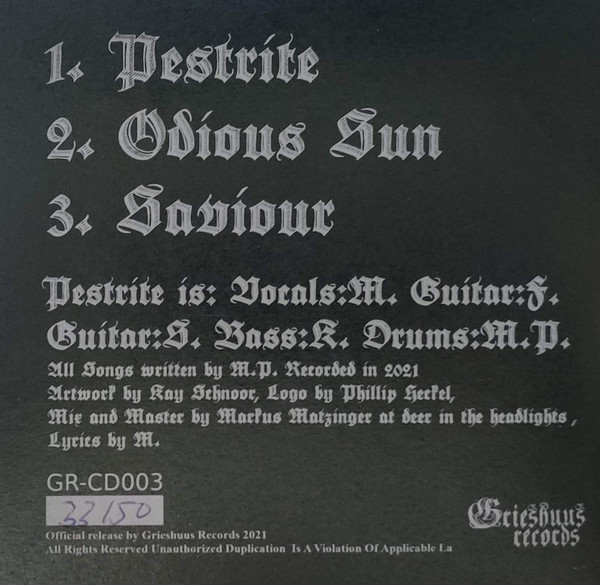 1. Pestrite
2. Odious Sun
3. Saviour
Pestrite is: Vocals:M. Guitar:F.
Guitar:S. Bass:K. Drums:M.P.
All Songs written by M.P. Recorded in 2021
Artwork by Kay Schnoor, Logo by Phillip Heckel,
Mix and Master by Markus Matzinger at deer in the headlights,
Lyrics by M.
GR-CD003
33/50
Official release by Grieshuus Records 2021
All Rights Reserved Unauthorized Duplication Is A Violation Of Applicable La
Grieshuus
records